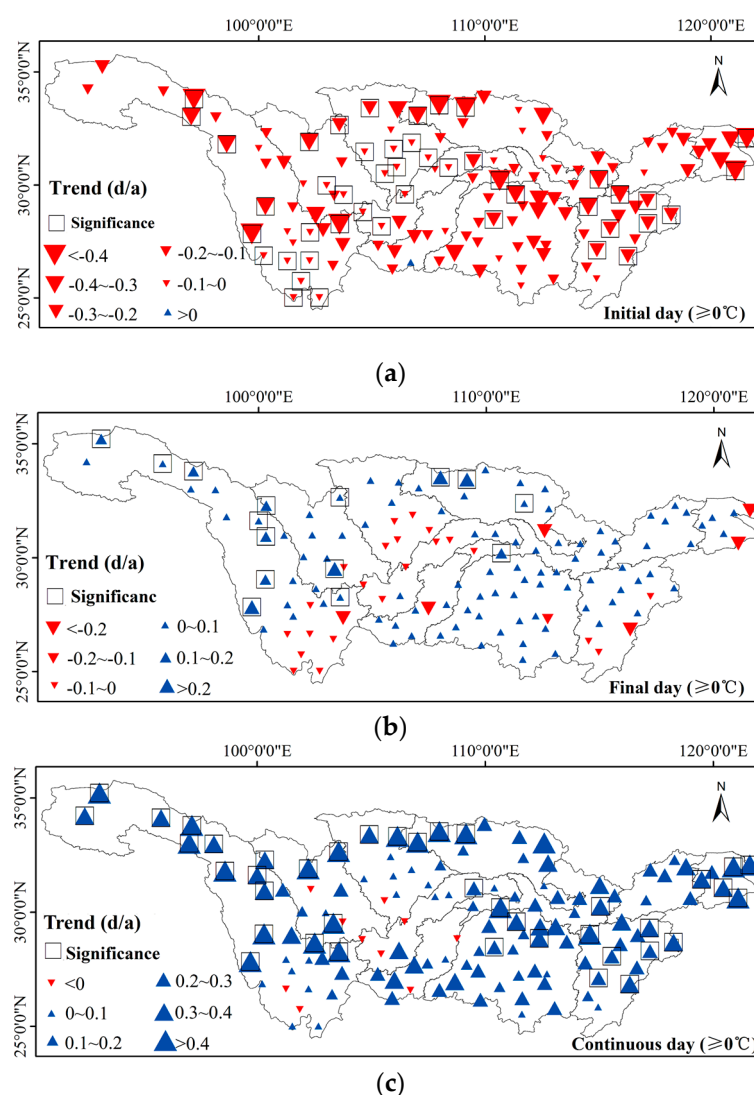 100°0'0"E 110°0'0"E 120°0'0"E
35°0'0"N
30°0'0"N
25°0'0"N
N
Trend (d/a)
Significance
<-0.4 -0.2~-0.1
-0.4~-0.3 -0.1~0
-0.3~-0.2 >0
Initial day (≥0℃)
(a)
100°0'0"E 110°0'0"E 120°0'0"E
35°0'0"N
30°0'0"N
25°0'0"N
N
Trend (d/a)
Significanc
<-0.2 0~0.1
-0.2~-0.1 0.1~0.2
-0.1~0 >0.2
Final day (≥0℃)
(b)
100°0'0"E 110°0'0"E 120°0'0"E
35°0'0"N
30°0'0"N
25°0'0"N
N
Trend (d/a)
Significance
<0 0.2~0.3
0~0.1 0.3~0.4
0.1~0.2 >0.4
Continuous day (≥0℃)
(c)